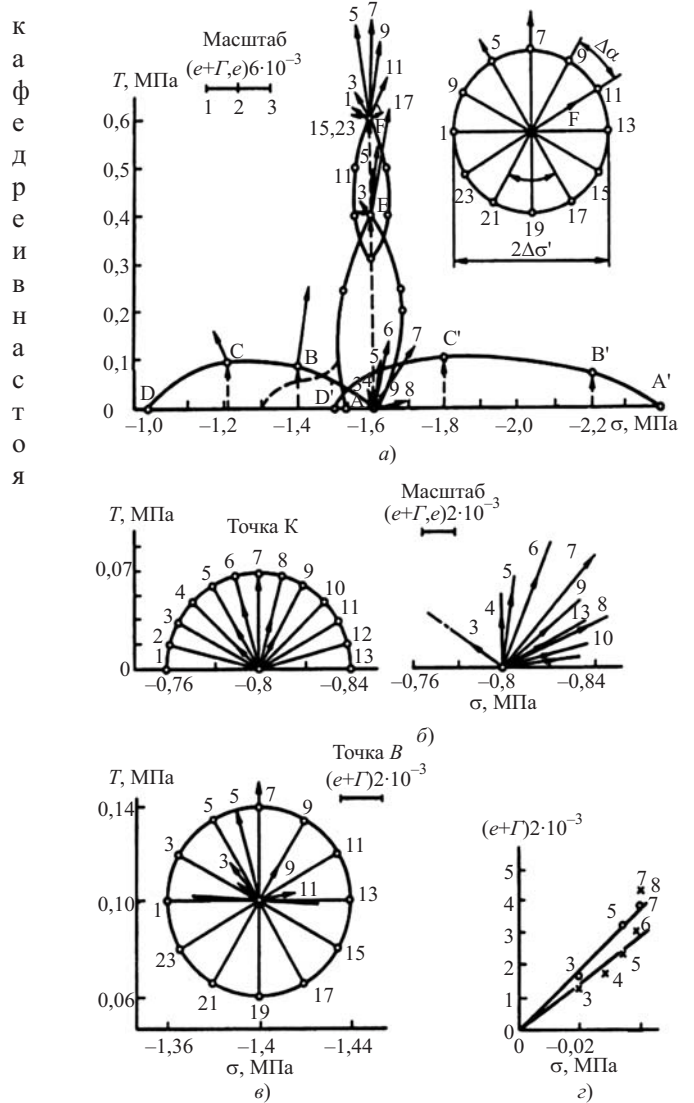 к
а
ф
е
д
р
е
и
в
н
а
с
т
о
я
Масштаб
(e+Г,e)6·10⁻³
1 2 3
T, МПа
0,6
0,5
0,4
0,3
0,2
0,1
0
5 7 9
3 11
1 17
15,23 F
5
11
3 E
6
5 7
3 4
9 8
D C B D' A C' B' A'
–1,0 –1,2 –1,4 –1,6 –1,8 –2,0 –2,2 σ, МПа
7
5 9 Δα
9 11
F
1 13
23 15
21 17
19
2Δσ'
а)
T, МПа
Точка К
0,07
0
1 2 3 4 5 6 7 8 9 10 11 12 13
–0,76 –0,8 –0,84
σ, МПа
Масштаб
(e+Г,e)2·10⁻³
3 4 5 6 7 9 13 8 10
–0,76 –0,8 –0,84
σ, МПа
б)
Точка B
(e+Г)2·10⁻³
T, МПа
0,14
0,10
0,06
7
5 5 9
3 3 9 11
1 11 13
23 15
21 17
19
–1,36 –1,4 –1,44
σ, МПа
в)
(e+Г)2·10⁻³
5
4
3
2
1
0
7
8
5 7
6
3 5
4
3
0 –0,02
σ, МПа
г)